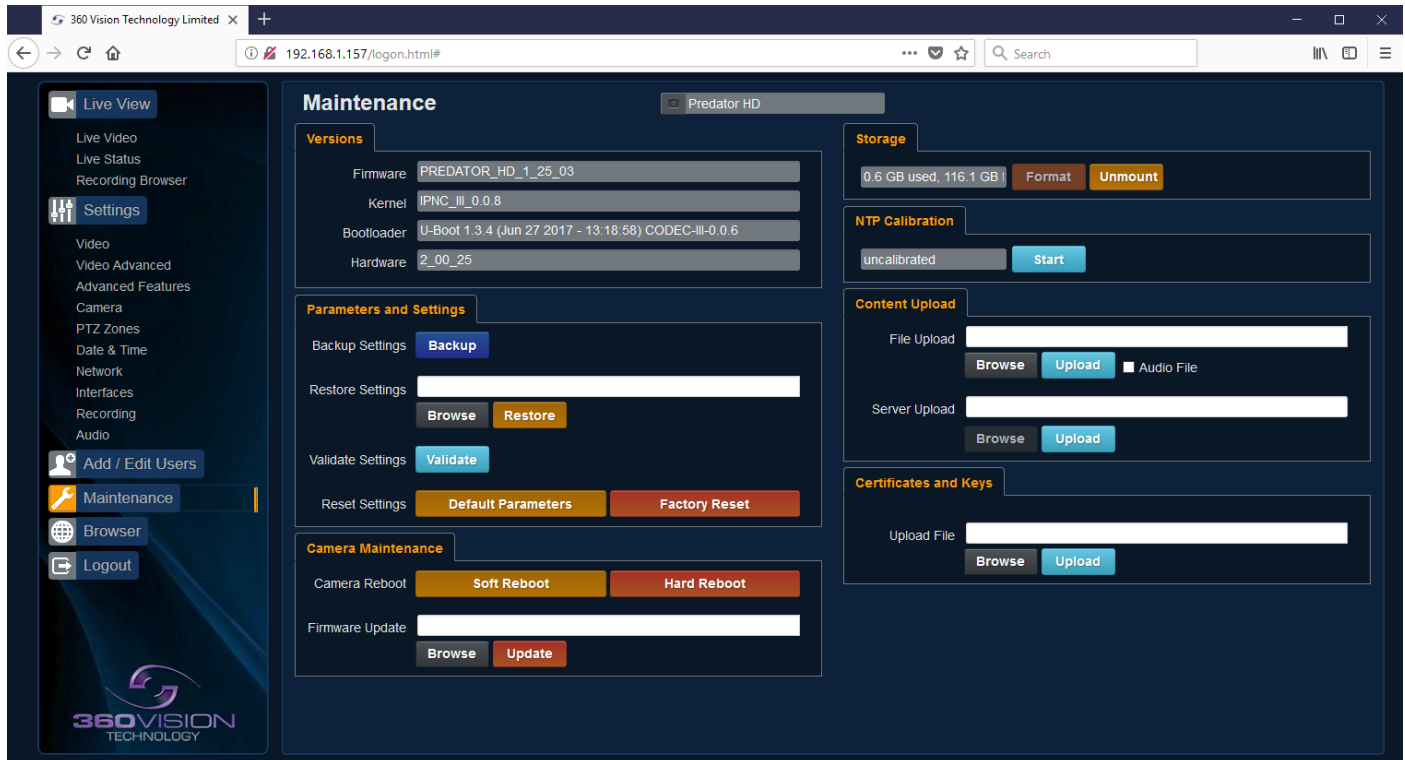 360 Vision Technology Limited
192.168.1.157/logon.html#
Search
Live View
Live Video
Live Status
Recording Browser
Settings
Video
Video Advanced
Advanced Features
Camera
PTZ Zones
Date & Time
Network
Interfaces
Recording
Audio
Add / Edit Users
Maintenance
Browser
Logout
360VISION
TECHNOLOGY
Maintenance
Predator HD
Versions
Firmware PREDATOR_HD_1_25_03
Kernel IPNC_III_0.0.8
Bootloader U-Boot 1.3.4 (Jun 27 2017 - 13:18:58) CODEC-III-0.0.6
Hardware 2_00_25
Parameters and Settings
Backup Settings Backup
Restore Settings
Browse Restore
Validate Settings Validate
Reset Settings Default Parameters Factory Reset
Camera Maintenance
Camera Reboot Soft Reboot Hard Reboot
Firmware Update
Browse Update
Storage
0.6 GB used, 116.1 GB Format Unmount
NTP Calibration
uncalibrated Start
Content Upload
File Upload
Browse Upload Audio File
Server Upload
Browse Upload
Certificates and Keys
Upload File
Browse Upload